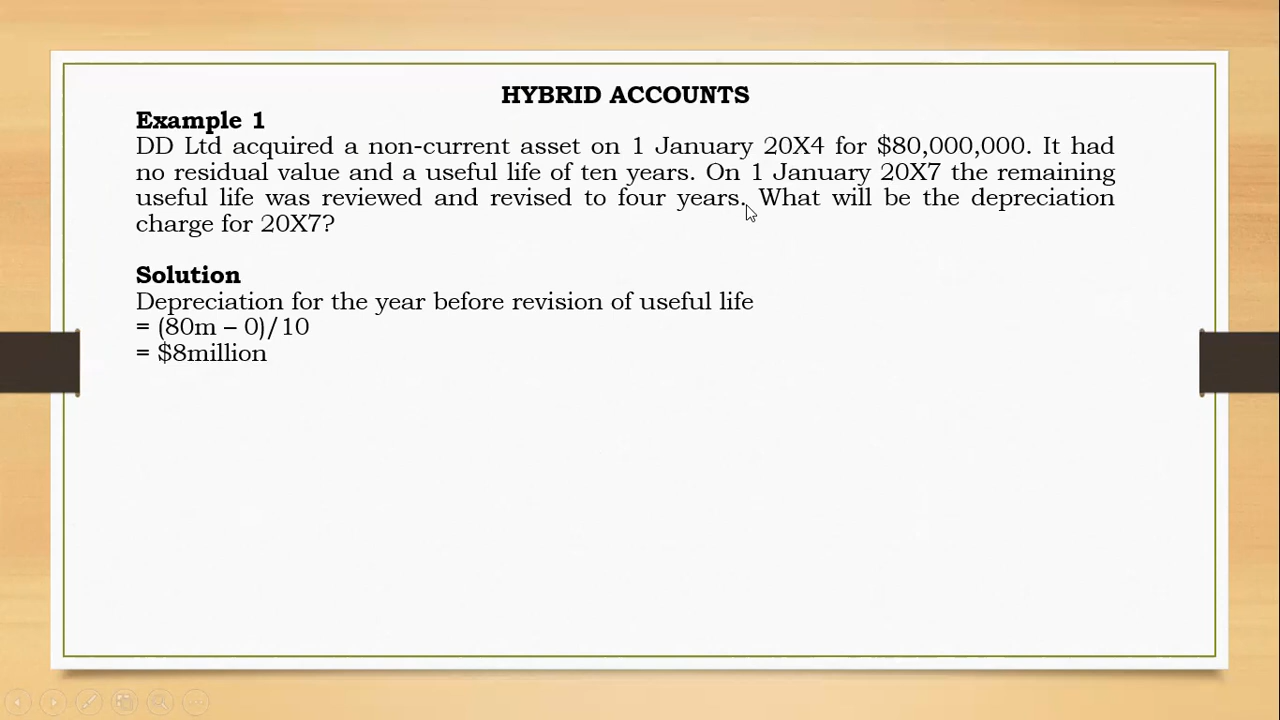 HYBRID ACCOUNTS
Example 1
DD Ltd acquired a non-current asset on 1 January 20X4 for $80,000,000. It had
no residual value and a useful life of ten years. On 1 January 20X7 the remaining
useful life was reviewed and revised to four years. What will be the depreciation
charge for 20X7?
Solution
Depreciation for the year before revision of useful life
= (80m – 0)/10
= $8million